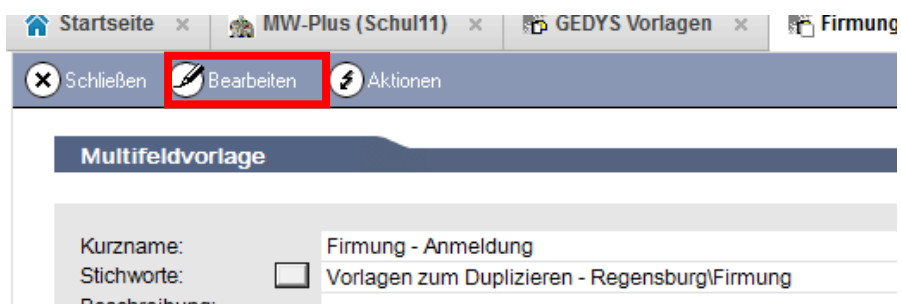 Startseite × MW-Plus (Schul11) × GEDYS Vorlagen × Firmung
Schließen Bearbeiten Aktionen
Multifeldvorlage
Kurzname: Firmung - Anmeldung
Stichworte: Vorlagen zum Duplizieren - Regensburg\Firmung
Beschreibung: